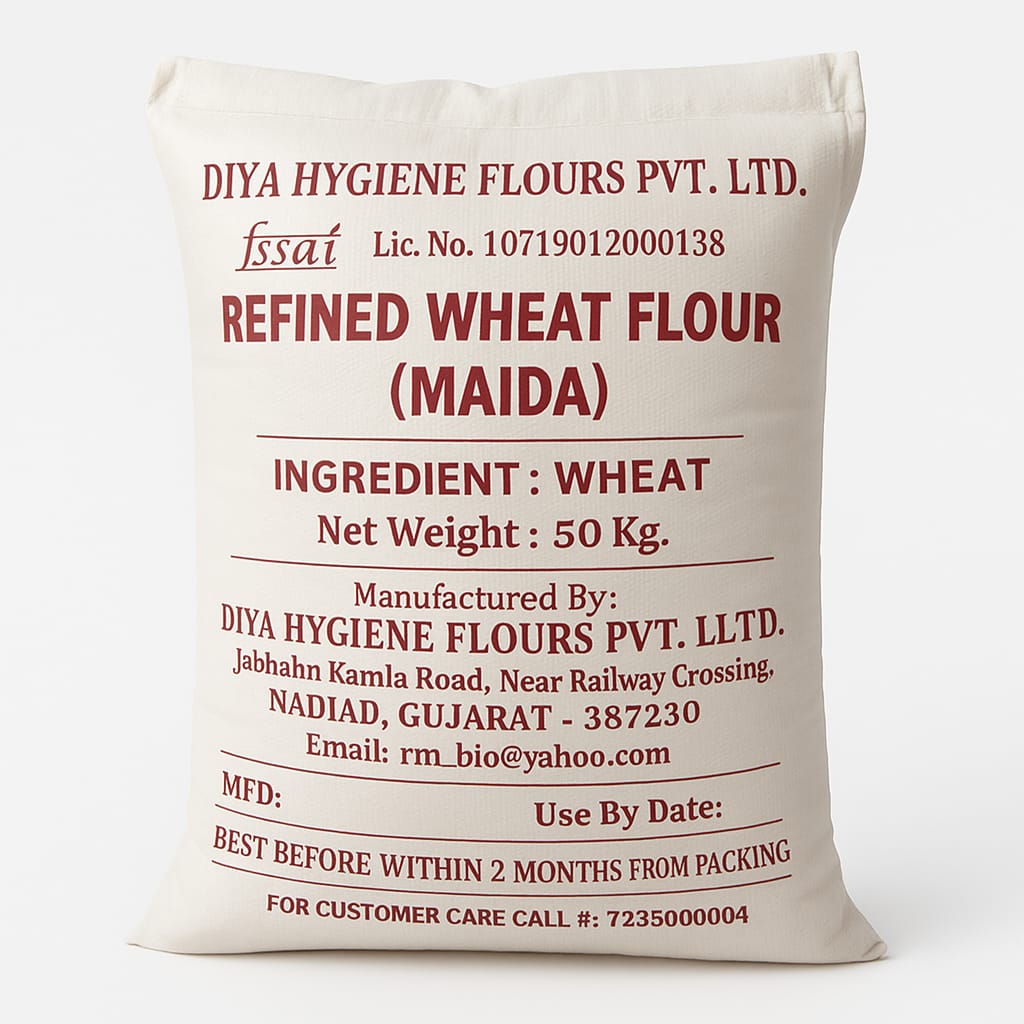 DIYA HYGIENE FLOURS PVT. LTD.
fssai Lic. No. 10719012000138
REFINED WHEAT FLOUR
(MAIDA)
INGREDIENT : WHEAT
Net Weight : 50 Kg.
Manufactured By:
DIYA HYGIENE FLOURS PVT. LLTD.
Jabhahn Kamla Road, Near Railway Crossing,
NADIAD, GUJARAT - 387230
Email: rm_bio@yahoo.com
MFD: Use By Date:
BEST BEFORE WITHIN 2 MONTHS FROM PACKING
FOR CUSTOMER CARE CALL #: 7235000004